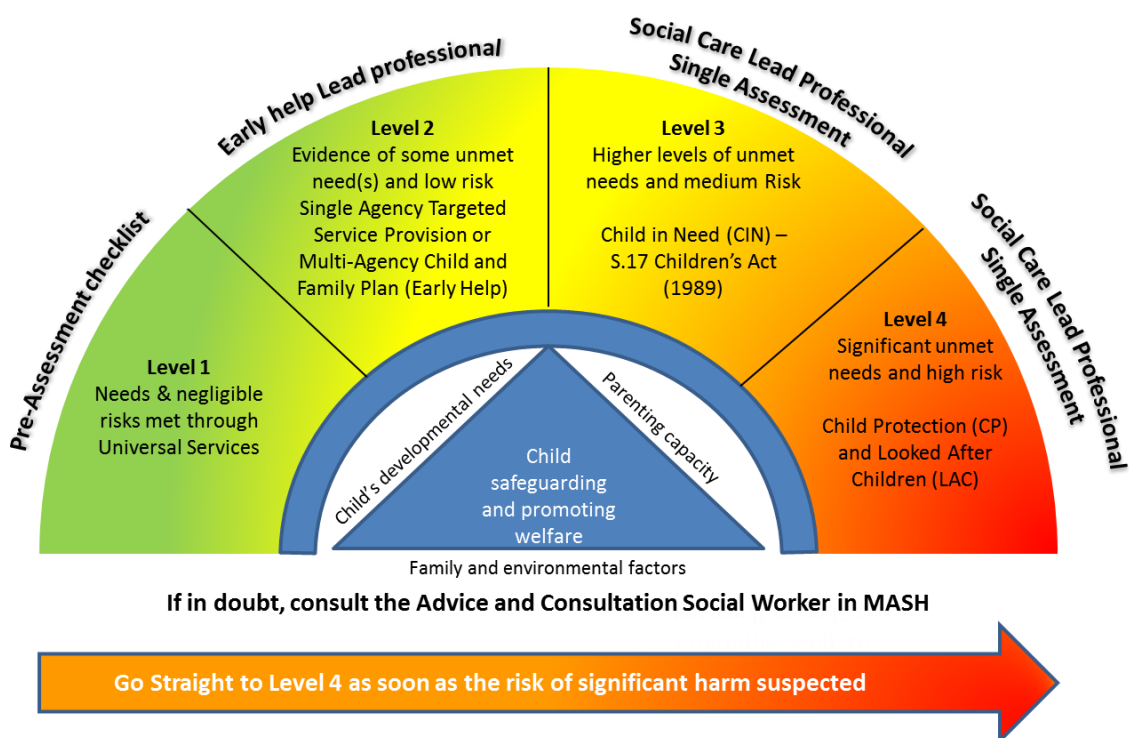 Pre-Assessment checklist
Early help Lead professional
Social Care Lead Professional
Single Assessment
Social Care Lead Professional
Single Assessment
Level 1
Needs & negligible
risks met through
Universal Services
Level 2
Evidence of some unmet
need(s) and low risk
Single Agency Targeted
Service Provision or
Multi-Agency Child and
Family Plan (Early Help)
Level 3
Higher levels of unmet
needs and medium Risk
Child in Need (CIN) –
S.17 Children’s Act
(1989)
Level 4
Significant unmet
needs and high risk
Child Protection (CP)
and Looked After
Children (LAC)
Child’s developmental needs
Parenting capacity
Child
safeguarding
and promoting
welfare
Family and environmental factors
If in doubt, consult the Advice and Consultation Social Worker in MASH
Go Straight to Level 4 as soon as the risk of significant harm suspected